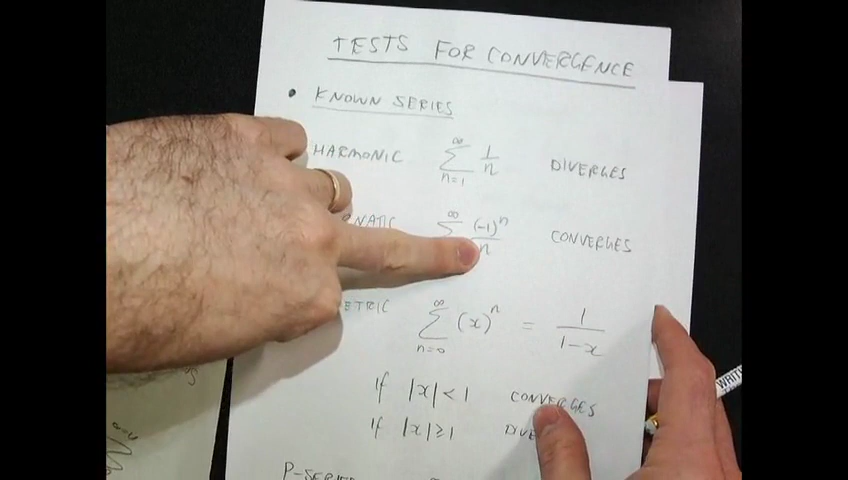 TESTS FOR CONVERGENCE
• KNOWN SERIES
HARMONIC ∑ n=1 ∞ 1/n DIVERGES
∞ (-1)^n/n CONVERGES
∑ n=0 ∞ (x)^n = 1/(1-x)
If |x| < 1 CONVERGES
If |x| ≥ 1
P-SERIES